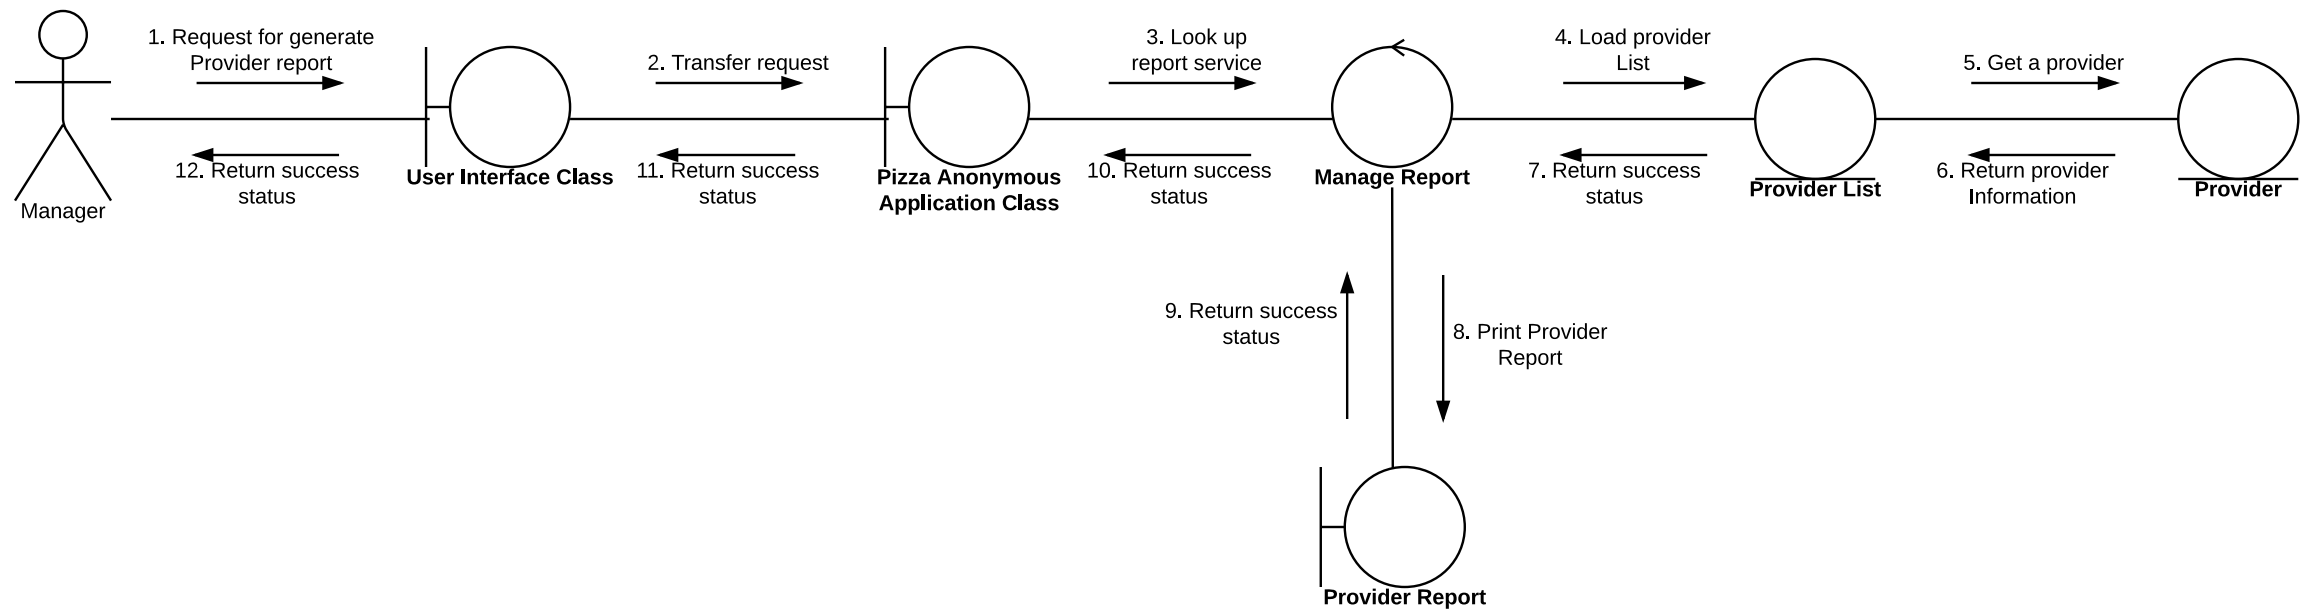 1. Request for generate
Provider report
2. Transfer request
3. Look up
report service
4. Load provider
List
5. Get a provider
12. Return success
status
11. Return success
status
10. Return success
status
7. Return success
status
6. Return provider
Information
Manager
User Interface Class
Pizza Anonymous
Application Class
Manage Report
Provider List
Provider
9. Return success
status
8. Print Provider
Report
Provider Report